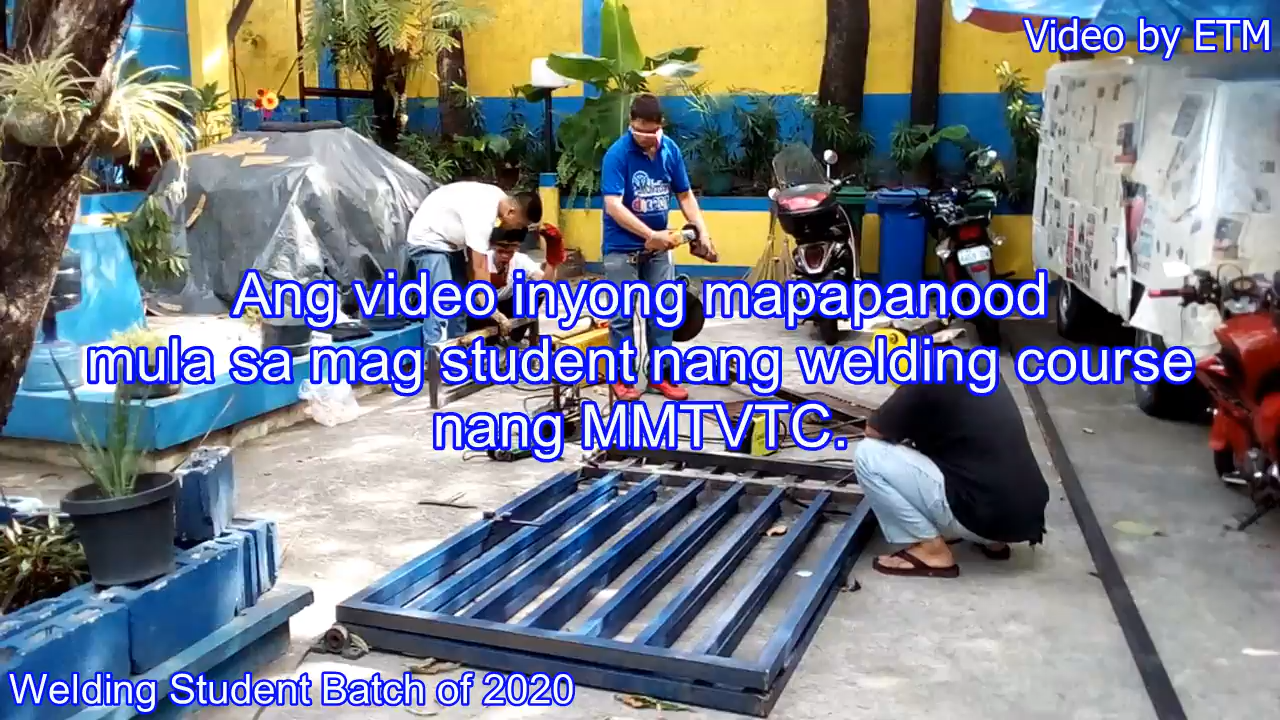 Video by ETM
Ang video inyong mapapanood
mula sa mag student nang welding course
nang MMTVTC.
Welding Student Batch of 2020